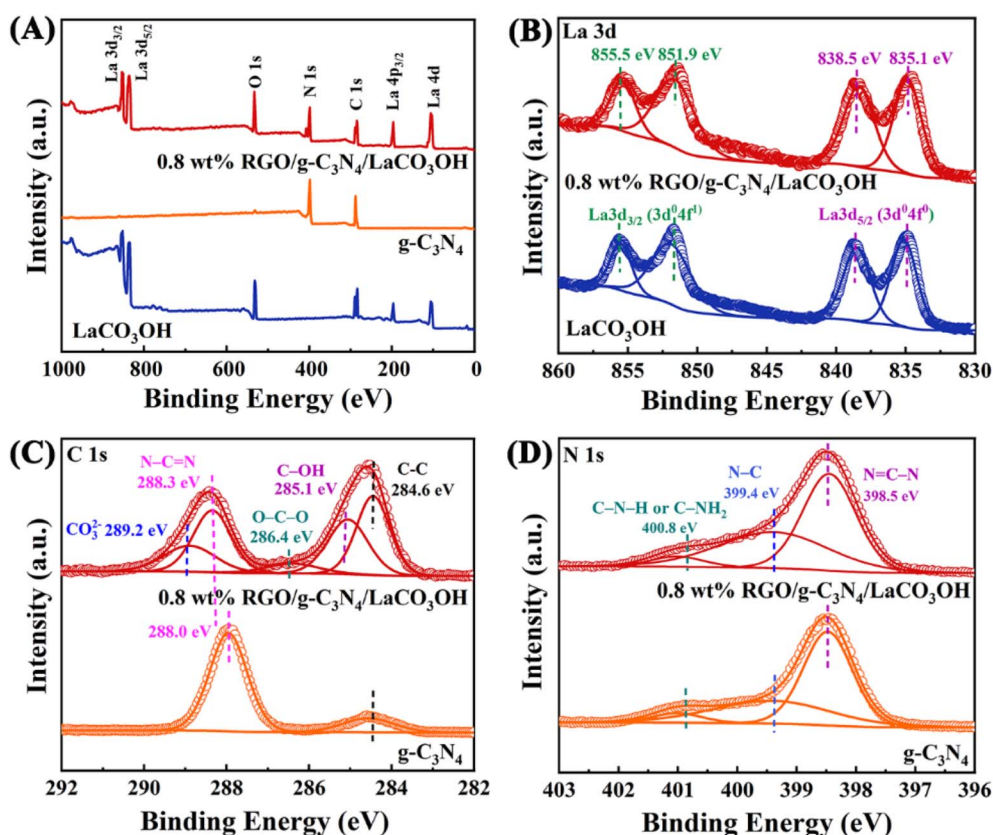 (A)
La 3d3/2
La 3d5/2
O 1s
N 1s
C 1s
La 4p3/2
La 4d
0.8 wt% RGO/g-C3N4/LaCO3OH
g-C3N4
LaCO3OH
Intensity (a.u.)
1000 800 600 400 200 0
Binding Energy (eV)
(B) La 3d
855.5 eV 851.9 eV 838.5 eV 835.1 eV
0.8 wt% RGO/g-C3N4/LaCO3OH
La3d3/2 (3d⁰4f¹) La3d5/2 (3d⁰4f⁰)
LaCO3OH
Intensity (a.u.)
860 855 850 845 840 835 830
Binding Energy (eV)
(C) C 1s
N–C=N
288.3 eV
C–OH
285.1 eV
C-C
284.6 eV
O–C–O
286.4 eV
CO₃²⁻ 289.2 eV
0.8 wt% RGO/g-C3N4/LaCO3OH
288.0 eV
g-C3N4
Intensity (a.u.)
292 290 288 286 284 282
Binding Energy (eV)
(D) N 1s
N–C
399.4 eV
N=C–N
398.5 eV
C–N–H or C–NH2
400.8 eV
0.8 wt% RGO/g-C3N4/LaCO3OH
g-C3N4
Intensity (a.u.)
403 402 401 400 399 398 397 396
Binding Energy (eV)